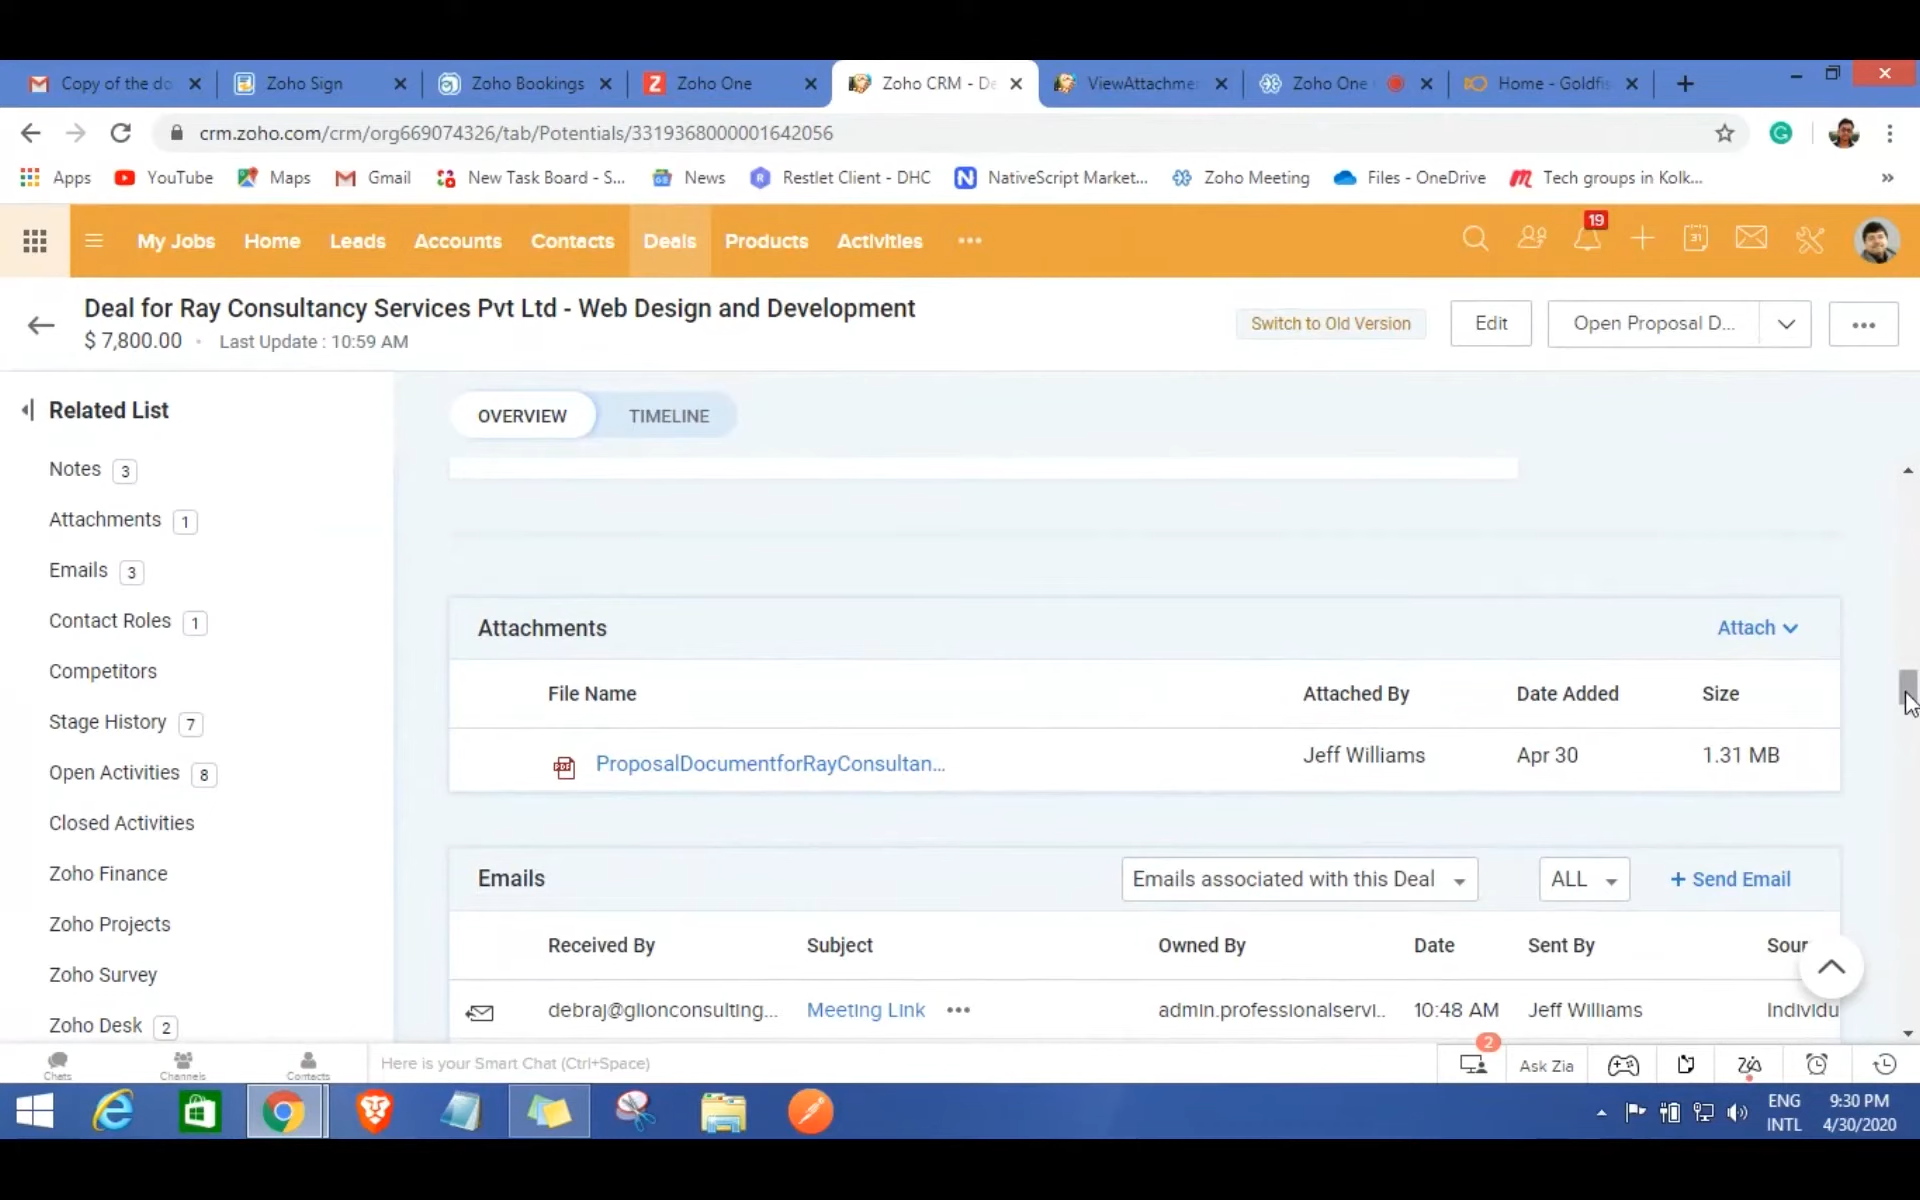 Copy of the do
Zoho Sign
Zoho Bookings
Zoho One
Zoho CRM - De
ViewAttachme
Zoho One
Home - Goldfis
crm.zoho.com/crm/org669074326/tab/Potentials/3319368000001642056
Apps
YouTube
Maps
Gmail
New Task Board - S...
News
Restlet Client - DHC
NativeScript Market...
Zoho Meeting
Files - OneDrive
Tech groups in Kolk...
My Jobs
Home
Leads
Accounts
Contacts
Deals
Products
Activities
19
31
Deal for Ray Consultancy Services Pvt Ltd - Web Design and Development
$ 7,800.00 • Last Update : 10:59 AM
Switch to Old Version
Edit
Open Proposal D...
Related List
OVERVIEW
TIMELINE
Notes 3
Attachments 1
Emails 3
Contact Roles 1
Competitors
Stage History 7
Open Activities 8
Closed Activities
Zoho Finance
Zoho Projects
Zoho Survey
Zoho Desk 2
Attachments
Attach
File Name
Attached By
Date Added
Size
PDF
ProposalDocumentforRayConsultan...
Jeff Williams
Apr 30
1.31 MB
Emails
Emails associated with this Deal
ALL
+ Send Email
Received By
Subject
Owned By
Date
Sent By
Sour
debraj@glionconsulting...
Meeting Link
admin.professionalservi..
10:48 AM
Jeff Williams
Individu
Chats
Channels
Contacts
Here is your Smart Chat (Ctrl+Space)
2
Ask Zia
ENG
INTL
9:30 PM
4/30/2020